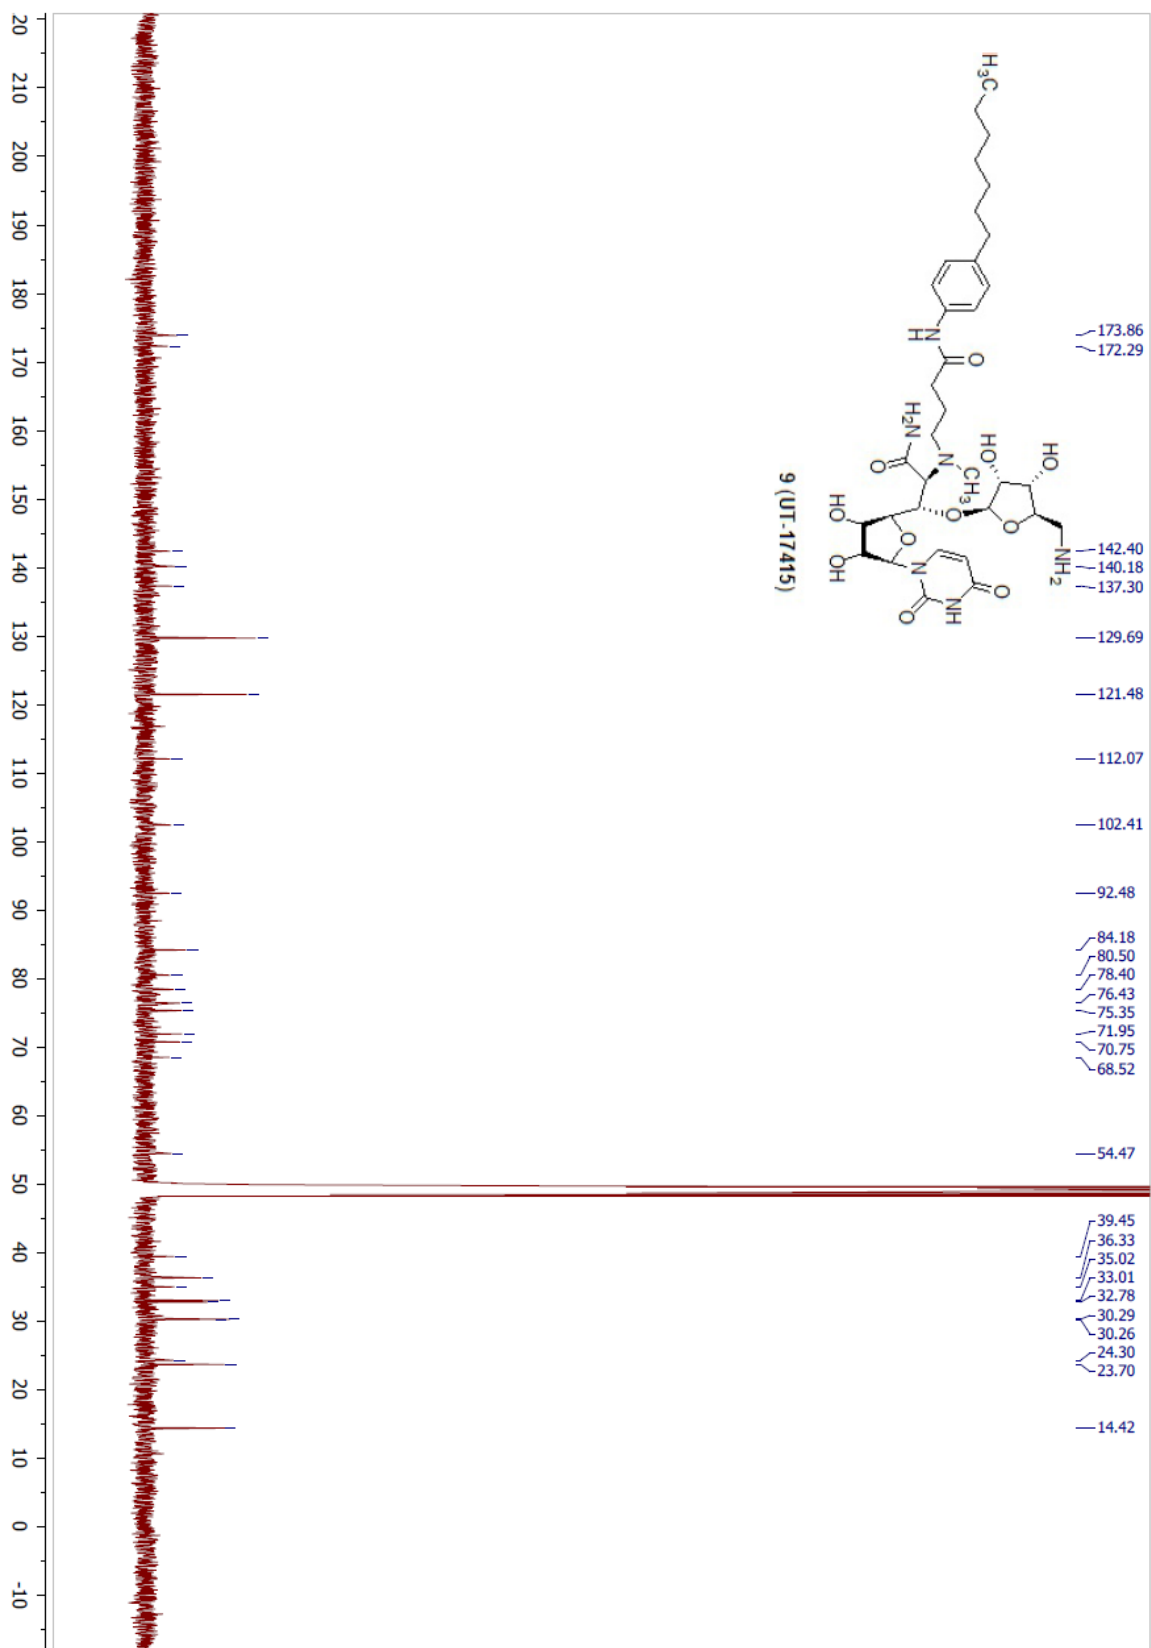 173.86
172.29
142.40
140.18
137.30
129.69
121.48
112.07
102.41
92.48
84.18
80.50
78.40
76.43
75.35
71.95
70.75
68.52
54.47
39.45
36.33
35.02
33.01
32.78
30.29
30.26
24.30
23.70
14.42
H₃C
N
H
O
H₂N
O
N
CH₃
HO
HO
O
O
NH₂
HO
OH
O
N
O
NH
O
9 (UT-17415)
20 210 200 190 180 170 160 150 140 130 120 110 100 90 80 70 60 50 40 30 20 10 0 -10